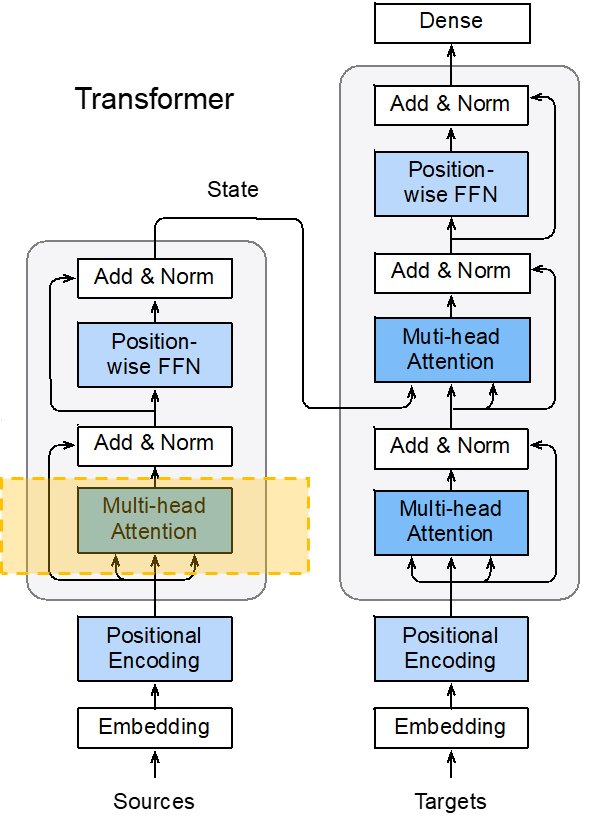 Transformer
State
Add & Norm
Position-
wise FFN
Add & Norm
Multi-head
Attention
Positional
Encoding
Embedding
Sources
Dense
Add & Norm
Position-
wise FFN
Add & Norm
Muti-head
Attention
Add & Norm
Multi-head
Attention
Positional
Encoding
Embedding
Targets